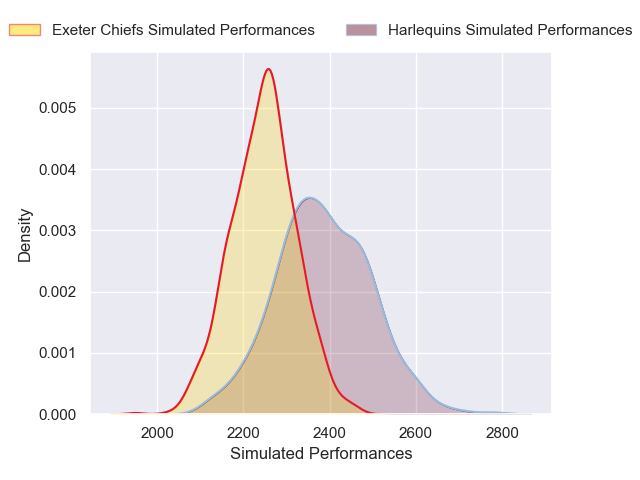 Exeter Chiefs Simulated Performances Harlequins Simulated Performances
0.005
0.004
0.003
0.002
0.001
0.000
Density
2000 2200 2400 2600 2800
Simulated Performances